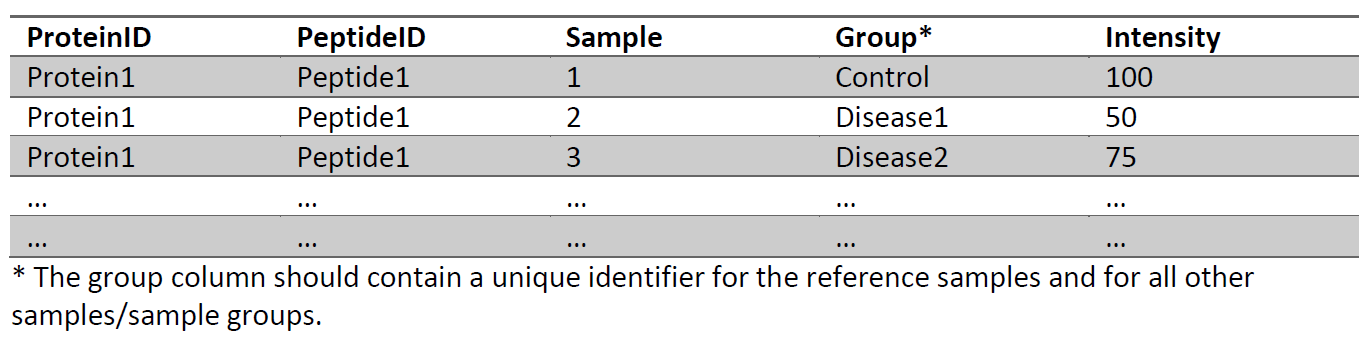 ProteinID PeptideID Sample Group* Intensity
Protein1 Peptide1 1 Control 100
Protein1 Peptide1 2 Disease1 50
Protein1 Peptide1 3 Disease2 75
... ... ... ... ...
... ... ... ... ...
* The group column should contain a unique identifier for the reference samples and for all other
samples/sample groups.